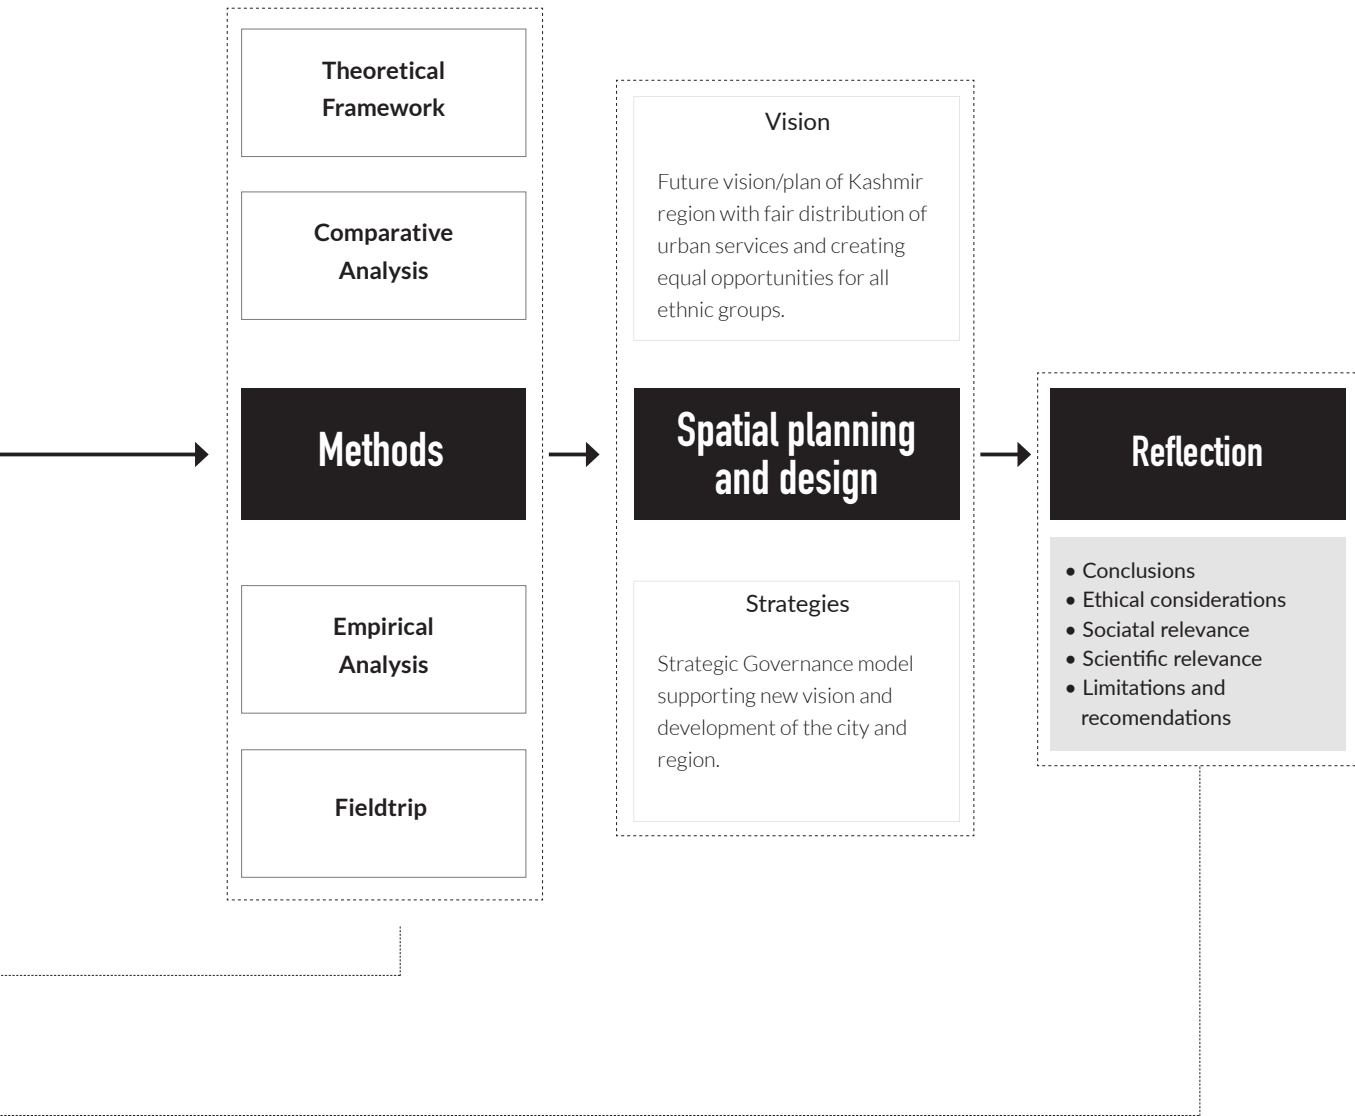 Theoretical
Framework
Comparative
Analysis
Methods
Empirical
Analysis
Fieldtrip
Vision
Future vision/plan of Kashmir
region with fair distribution of
urban services and creating
equal opportunities for all
ethnic groups.
Spatial planning
and design
Strategies
Strategic Governance model
supporting new vision and
development of the city and
region.
Reflection
• Conclusions
• Ethical considerations
• Sociatal relevance
• Scientific relevance
• Limitations and
recomendations